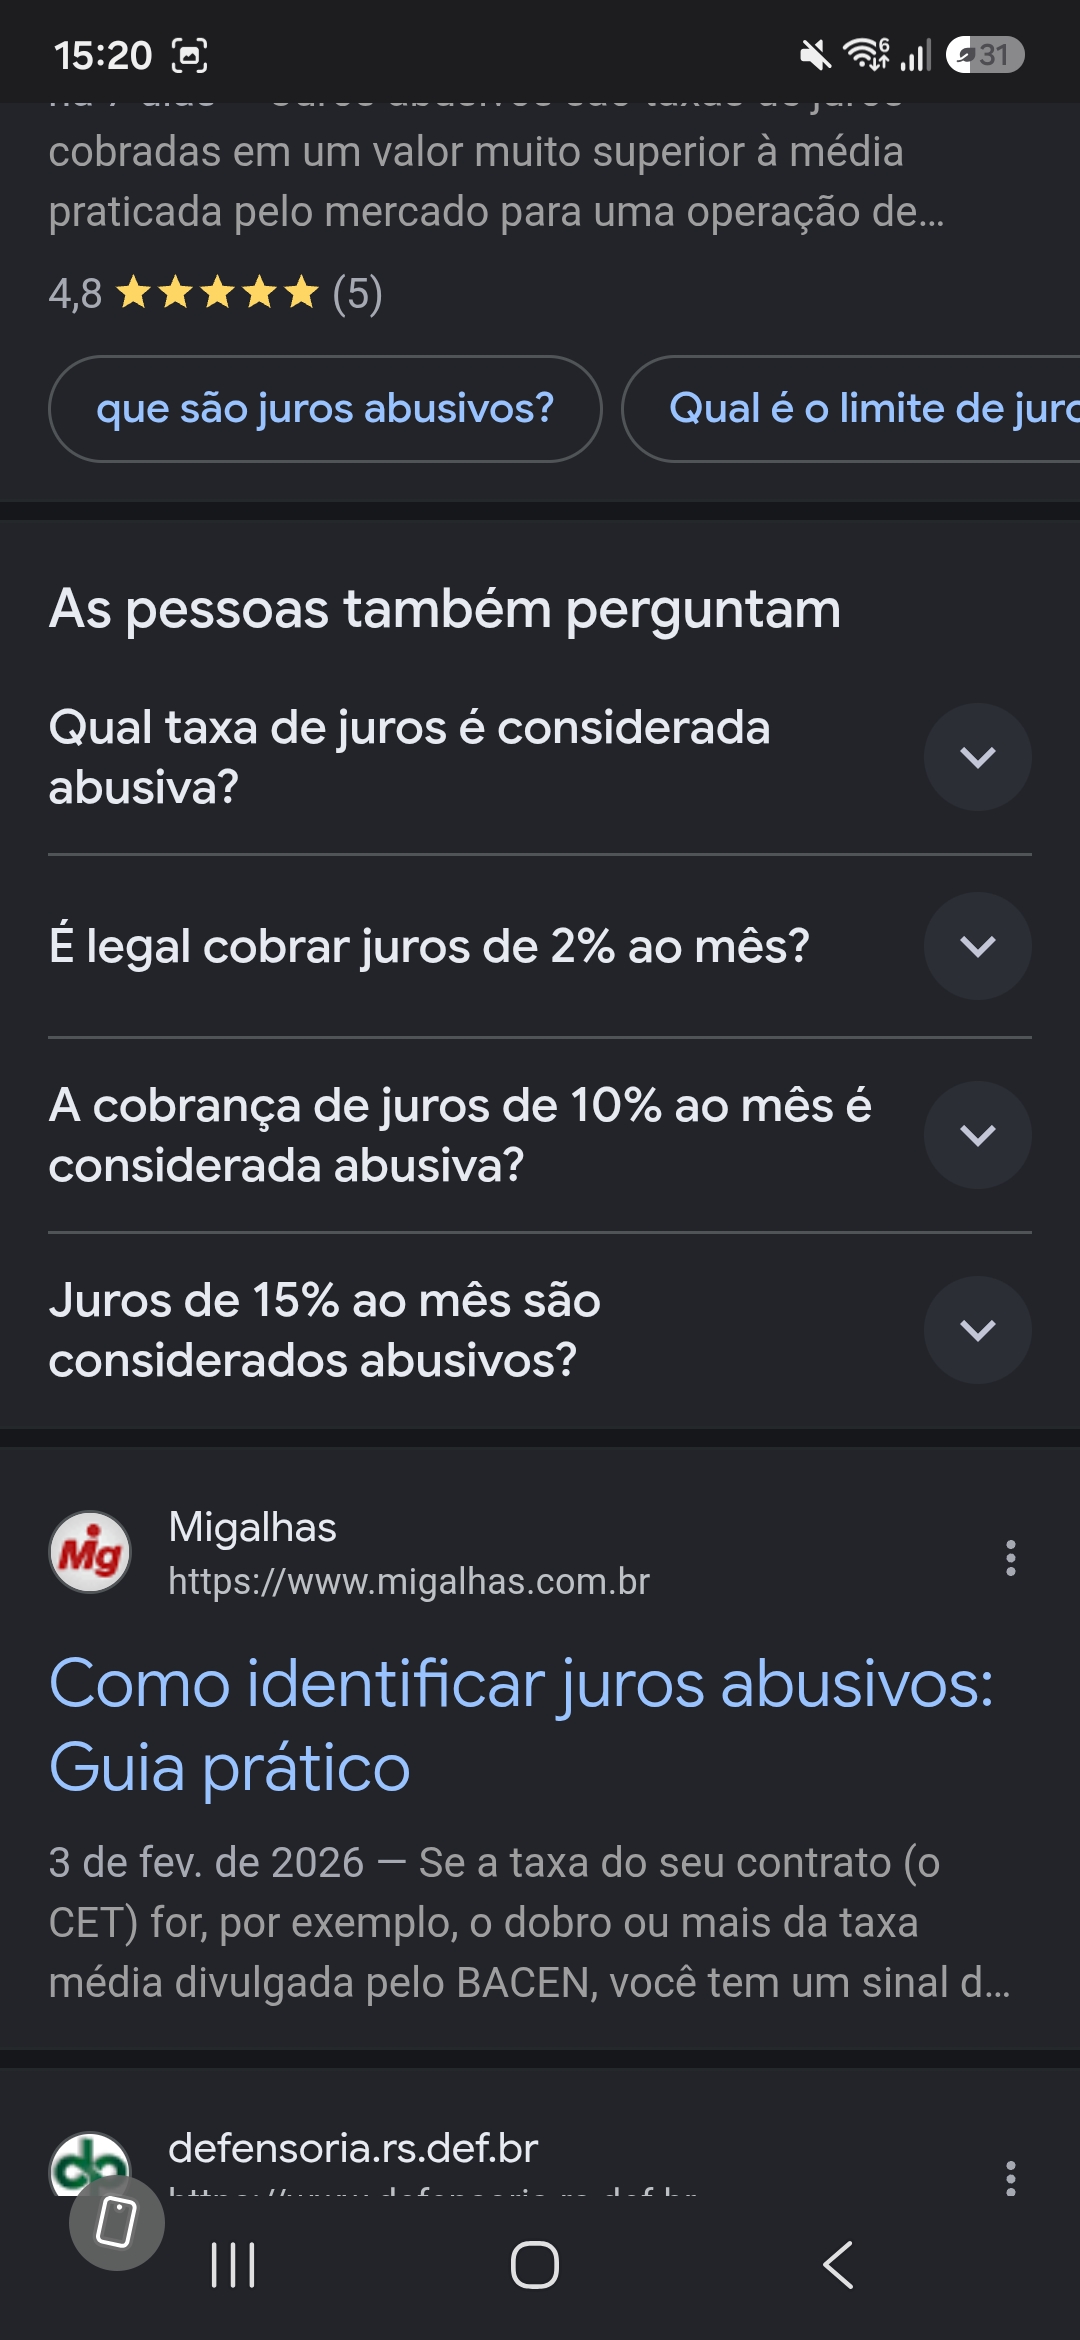 15:20
6
31
cobradas em um valor muito superior à média
praticada pelo mercado para uma operação de...
4,8 (5)
que são juros abusivos?
Qual é o limite de juro
As pessoas também perguntam
Qual taxa de juros é considerada
abusiva?
É legal cobrar juros de 2% ao mês?
A cobrança de juros de 10% ao mês é
considerada abusiva?
Juros de 15% ao mês são
considerados abusivos?
Mg
Migalhas
https://www.migalhas.com.br
Como identificar juros abusivos:
Guia prático
3 de fev. de 2026 — Se a taxa do seu contrato (o
CET) for, por exemplo, o dobro ou mais da taxa
média divulgada pelo BACEN, você tem um sinal d...
defensoria.rs.def.br